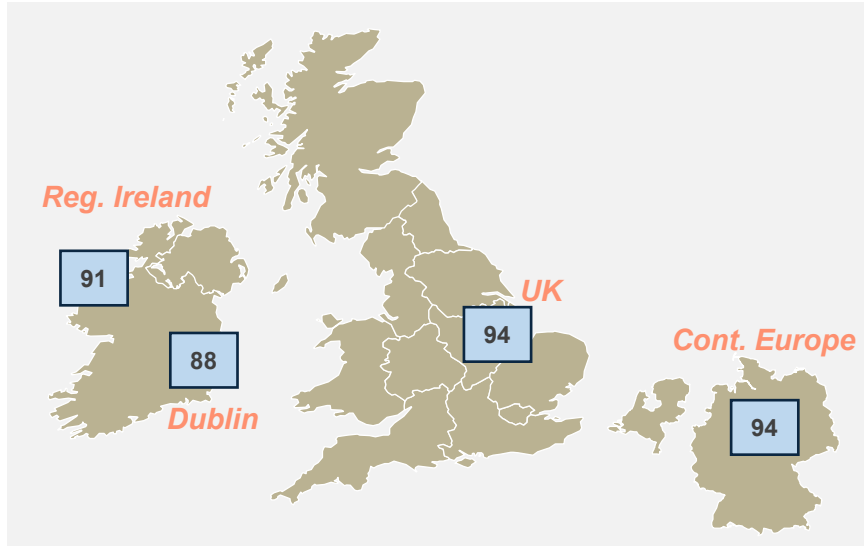 Reg. Ireland
91
UK
94
88
Dublin
Cont. Europe
94